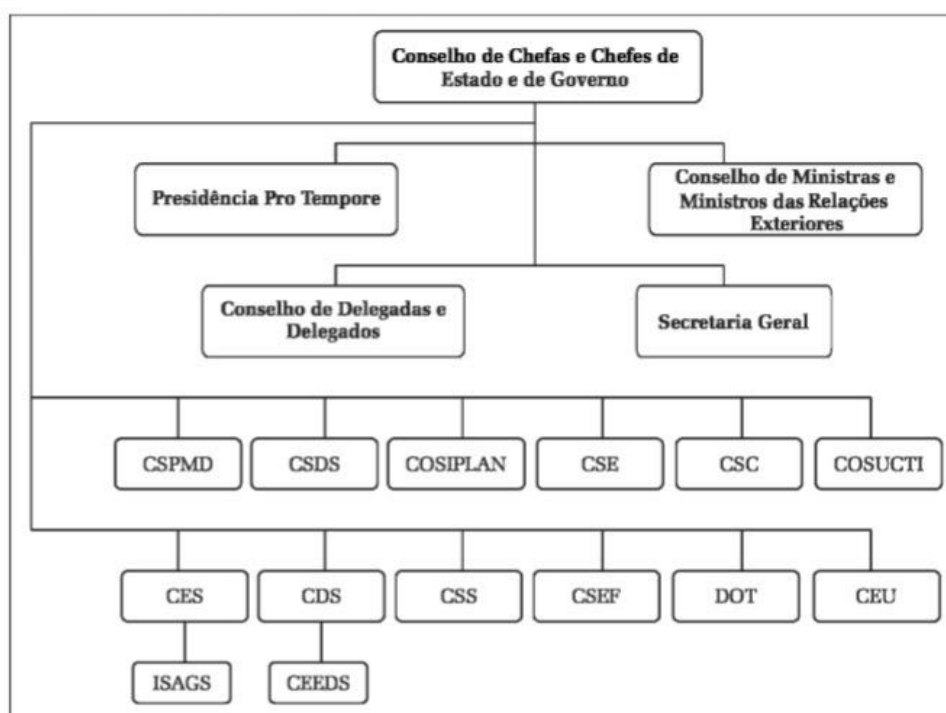 Conselho de Chefas e Chefes de
Estado e de Governo
Presidência Pro Tempore
Conselho de Ministras e
Ministros das Relações
Exteriores
Conselho de Delegadas e
Delegados
Secretaria Geral
CSPMD
CSDS
COSIPLAN
CSE
CSC
COSUCTI
CES
CDS
CSS
CSEF
DOT
CEU
ISAGS
CEEDS